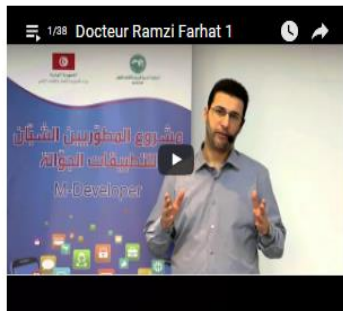 1/38 Docteur Ramzi Farhat 1
مشروع المطورين الشبان
للتطبيقات الجوالة
M-Developer